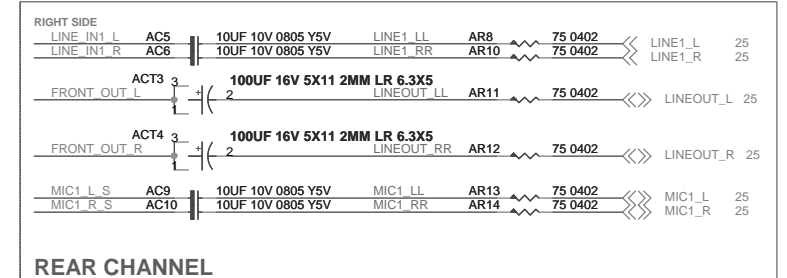 RIGHT SIDE
LINE_IN1_L AC5 10UF 10V 0805 Y5V LINE1_LL AR8 75 0402 LINE1_L 25
LINE_IN1_R AC6 10UF 10V 0805 Y5V LINE1_RR AR10 75 0402 LINE1_R 25
ACT3 3 100UF 16V 5X11 2MM LR 6.3X5
FRONT_OUT_L 1 + 2 LINEOUT_LL AR11 75 0402 LINEOUT_L 25
ACT4 3 100UF 16V 5X11 2MM LR 6.3X5
FRONT_OUT_R 1 + 2 LINEOUT_RR AR12 75 0402 LINEOUT_R 25
MIC1_L_S AC9 10UF 10V 0805 Y5V MIC1_LL AR13 75 0402 MIC1_L 25
MIC1_R_S AC10 10UF 10V 0805 Y5V MIC1_RR AR14 75 0402 MIC1_R 25
REAR CHANNEL